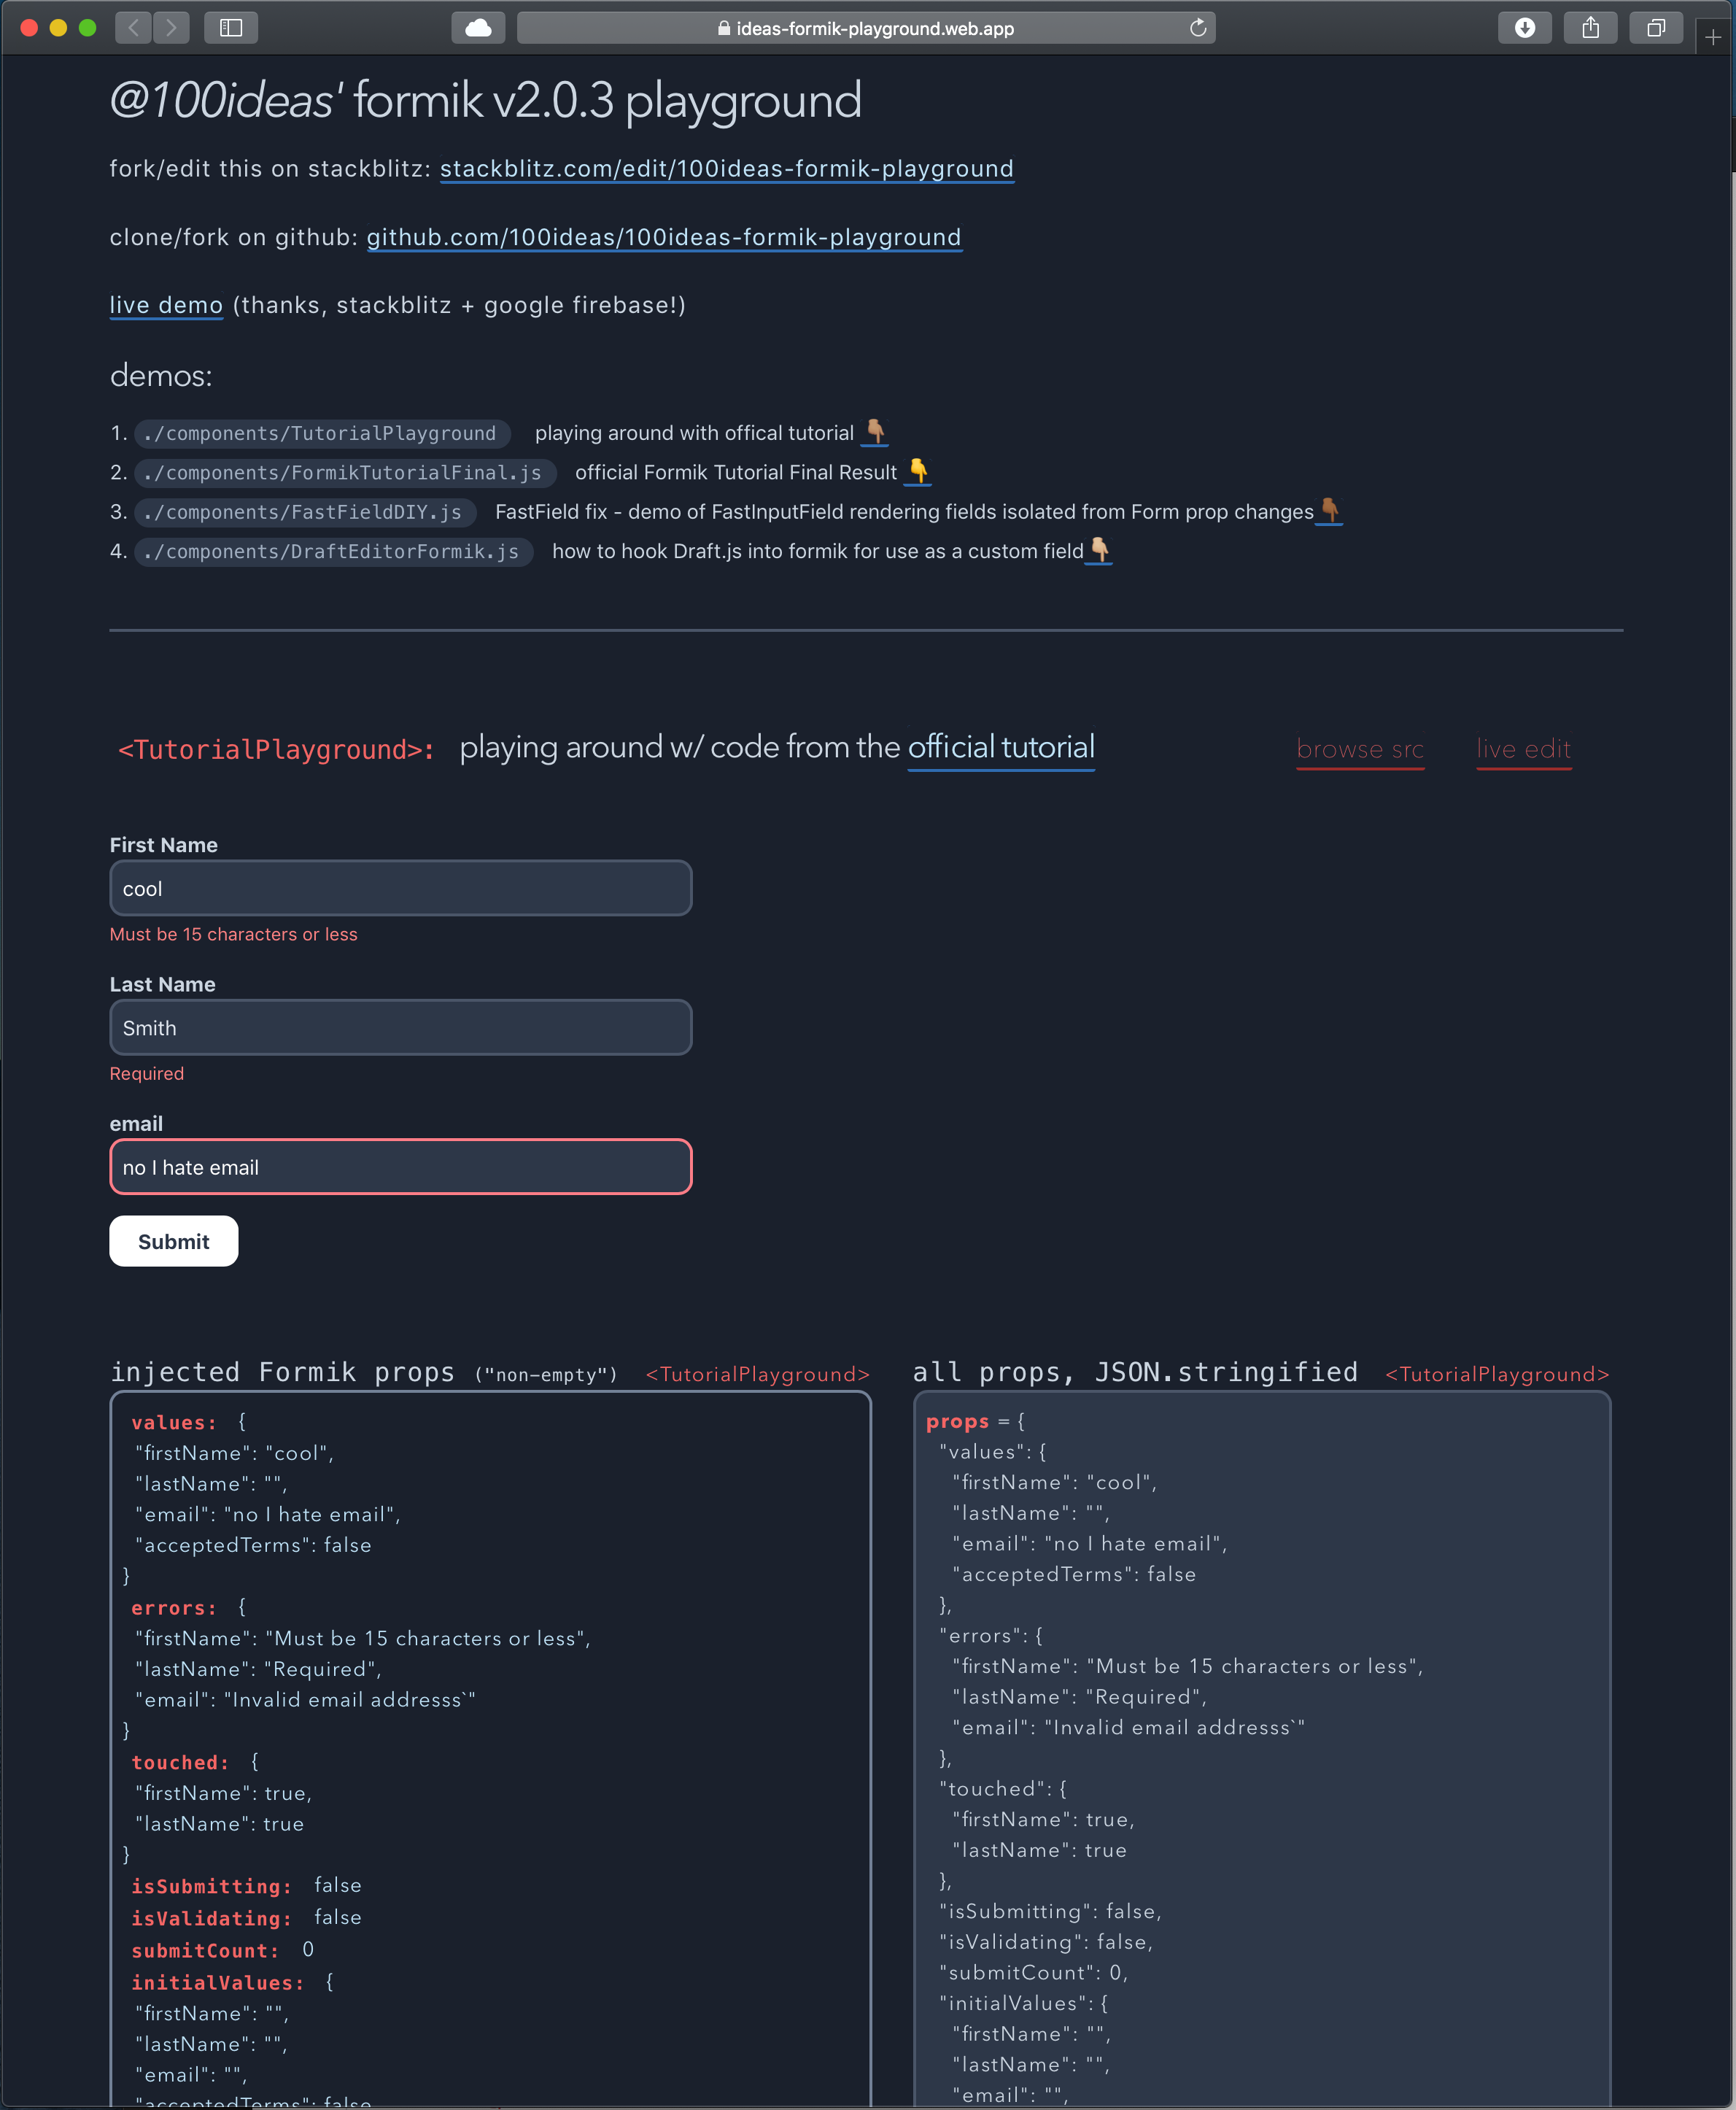 ideas-formik-playground.web.app
@100ideas' formik v2.0.3 playground
fork/edit this on stackblitz: stackblitz.com/edit/100ideas-formik-playground
clone/fork on github: github.com/100ideas/100ideas-formik-playground
live demo (thanks, stackblitz + google firebase!)
demos:
1. ./components/TutorialPlayground playing around with offical tutorial 👇🏽
2. ./components/FormikTutorialFinal.js official Formik Tutorial Final Result 👇
3. ./components/FastFieldDIY.js FastField fix - demo of FastInputField rendering fields isolated from Form prop changes 👇🏾
4. ./components/DraftEditorFormik.js how to hook Draft.js into formik for use as a custom field 👇🏼
<TutorialPlayground>: playing around w/ code from the official tutorial browse src live edit
First Name
cool
Must be 15 characters or less
Last Name
Smith
Required
email
no I hate email
Submit
injected Formik props ("non-empty") <TutorialPlayground>
values: {
"firstName": "cool",
"lastName": "",
"email": "no I hate email",
"acceptedTerms": false
}
errors: {
"firstName": "Must be 15 characters or less",
"lastName": "Required",
"email": "Invalid email addresss`"
}
touched: {
"firstName": true,
"lastName": true
}
isSubmitting: false
isValidating: false
submitCount: 0
initialValues: {
"firstName": "",
"lastName": "",
"email": "",
"acceptedTerms": false
all props, JSON.stringified <TutorialPlayground>
props = {
"values": {
"firstName": "cool",
"lastName": "",
"email": "no I hate email",
"acceptedTerms": false
},
"errors": {
"firstName": "Must be 15 characters or less",
"lastName": "Required",
"email": "Invalid email addresss`"
},
"touched": {
"firstName": true,
"lastName": true
},
"isSubmitting": false,
"isValidating": false,
"submitCount": 0,
"initialValues": {
"firstName": "",
"lastName": "",
"email": "",